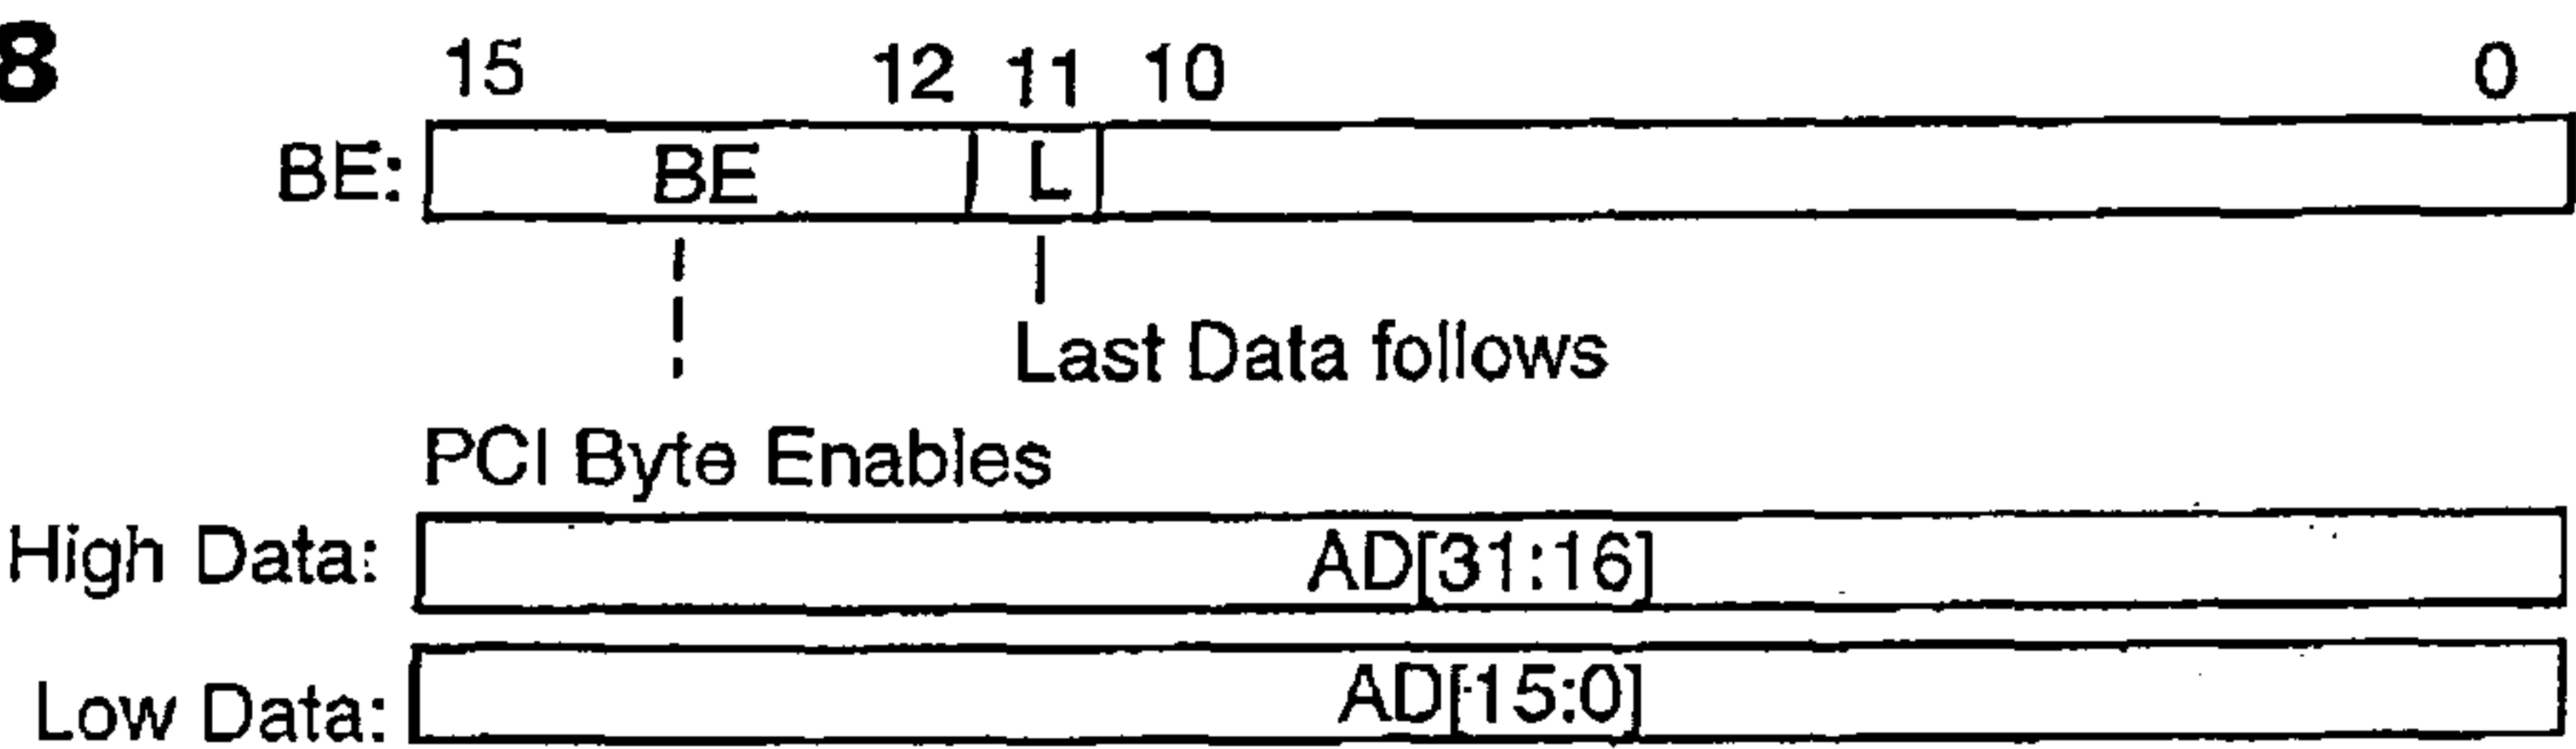 8
15 12 11 10 0
BE: BE L
Last Data follows
PCI Byte Enables
High Data: AD[31:16]
Low Data: AD[15:0]